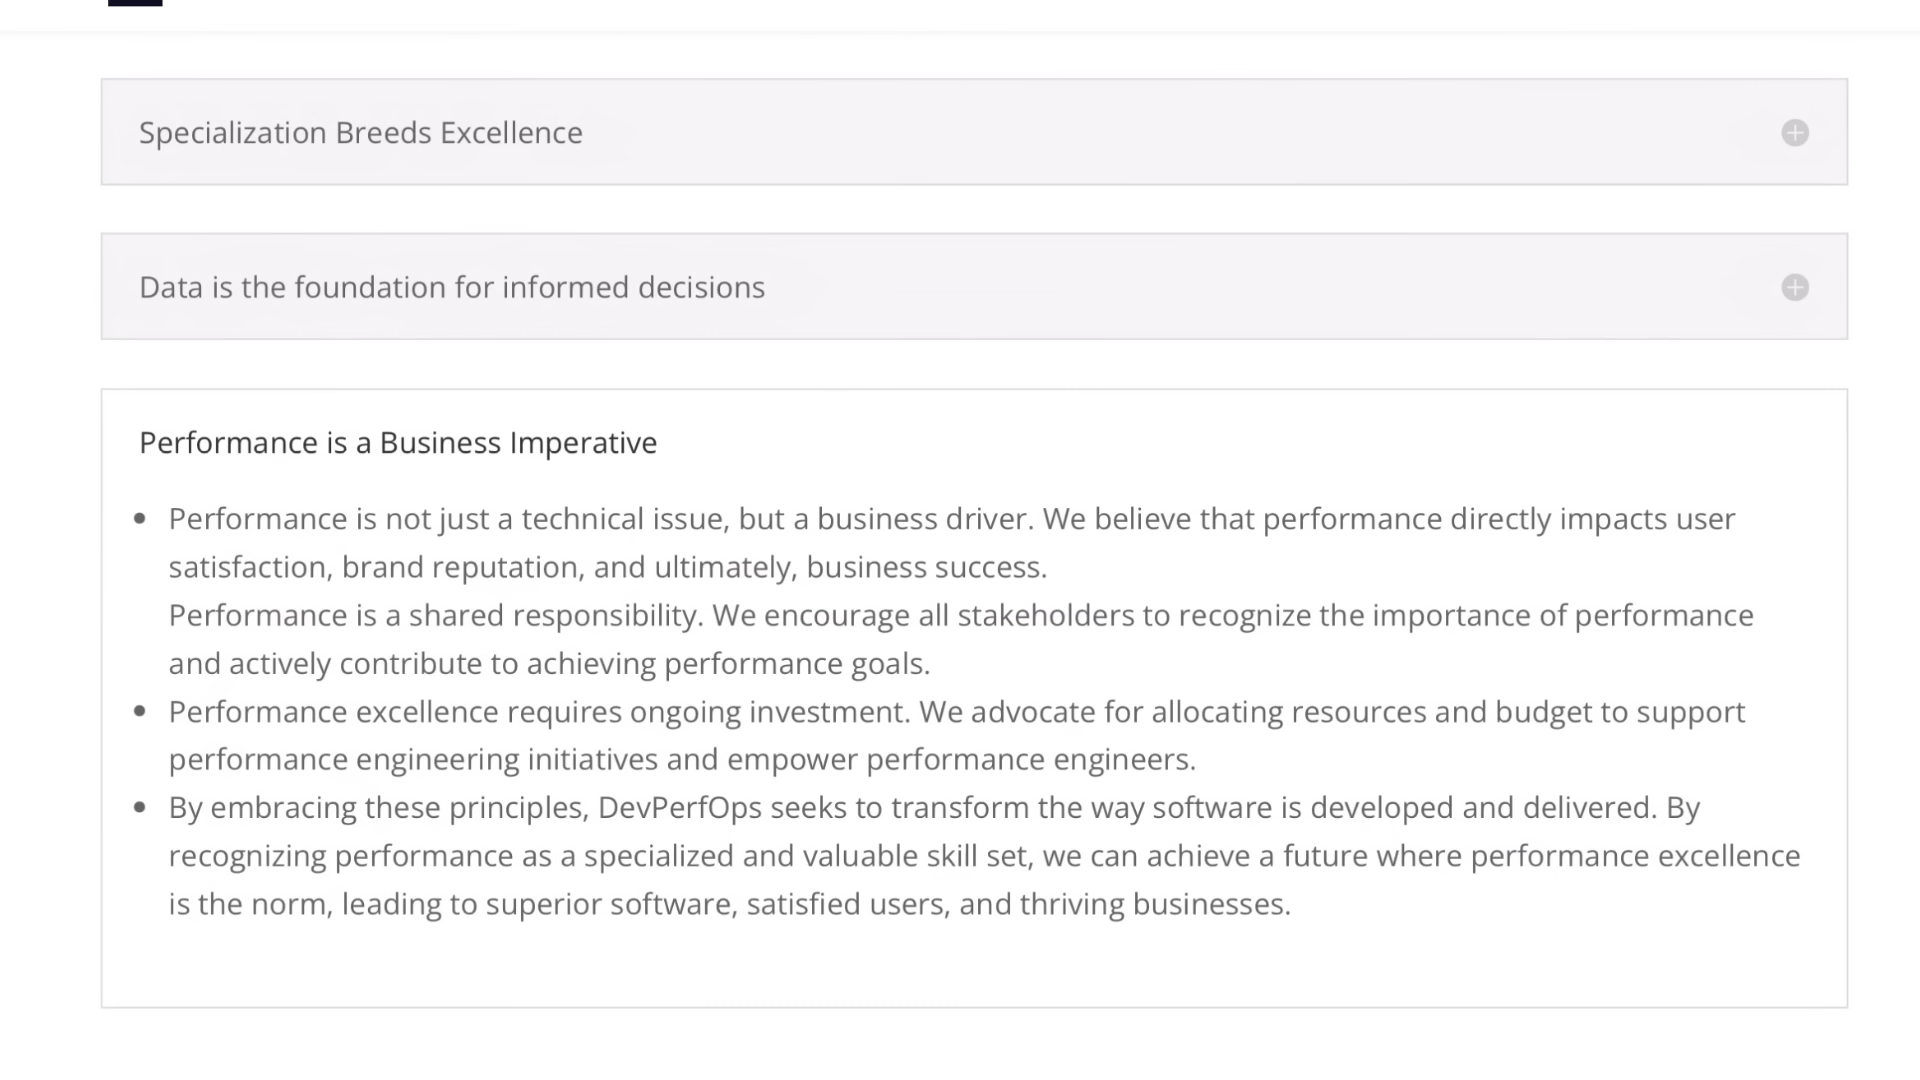 Specialization Breeds Excellence
Data is the foundation for informed decisions
Performance is a Business Imperative
Performance is not just a technical issue, but a business driver. We believe that performance directly impacts user
satisfaction, brand reputation, and ultimately, business success.
Performance is a shared responsibility. We encourage all stakeholders to recognize the importance of performance
and actively contribute to achieving performance goals.
Performance excellence requires ongoing investment. We advocate for allocating resources and budget to support
performance engineering initiatives and empower performance engineers.
By embracing these principles, DevPerfOps seeks to transform the way software is developed and delivered. By
recognizing performance as a specialized and valuable skill set, we can achieve a future where performance excellence
is the norm, leading to superior software, satisfied users, and thriving businesses.